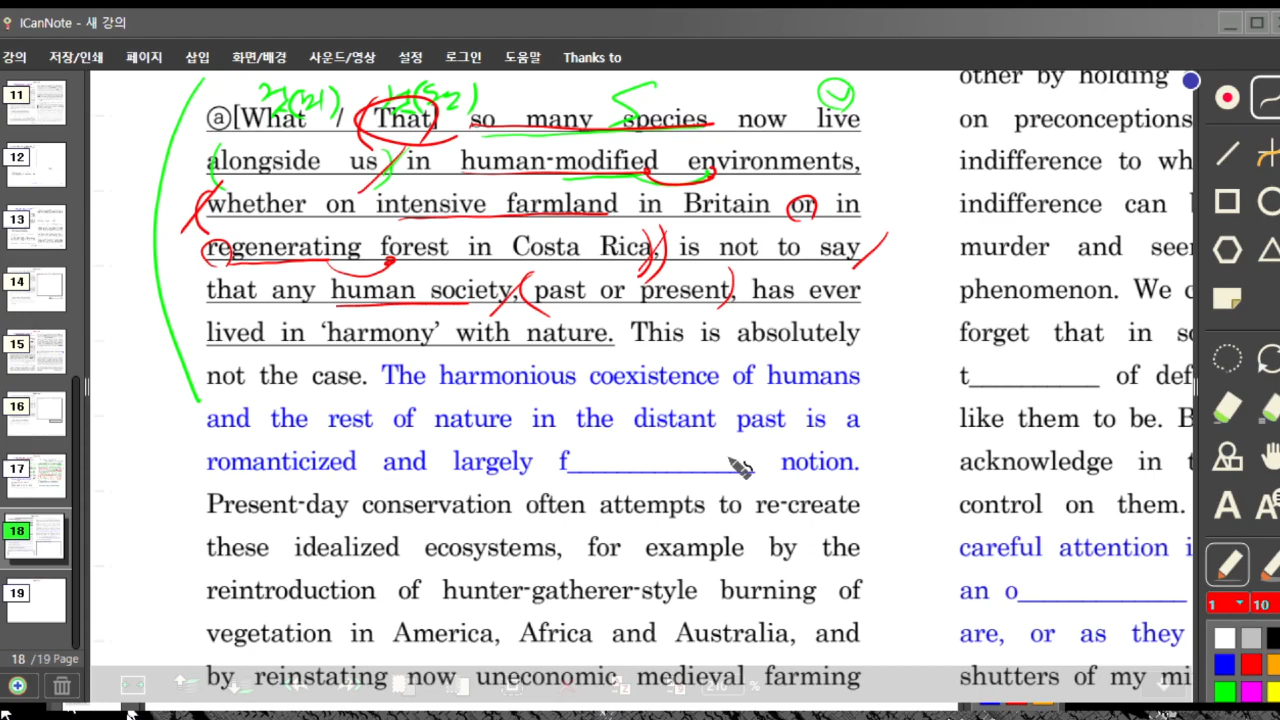 ICanNote - 새 강의
강의 저장/인쇄 페이지 삽입 화면/배경 사운드/영상 설정 로그인 도움말 Thanks to
11
12
13
14
15
16
17
18
19
18 / 19 Page
ⓐ[What / That] so many species now live
alongside us in human-modified environments,
whether on intensive farmland in Britain or in
regenerating forest in Costa Rica, is not to say
that any human society, past or present, has ever
lived in ‘harmony’ with nature. This is absolutely
not the case. The harmonious coexistence of humans
and the rest of nature in the distant past is a
romanticized and largely f____________ notion.
Present-day conservation often attempts to re-create
these idealized ecosystems, for example by the
reintroduction of hunter-gatherer-style burning of
vegetation in America, Africa and Australia, and
by reinstating now uneconomic medieval farming
S
V
other by holding
on preconceptions
indifference to wh
indifference can
murder and seem
phenomenon. We c
forget that in so
t_________ of def
like them to be. B
acknowledge in t
control on them.
careful attention i
an o____________
are, or as they
shutters of my mi
A
1 10